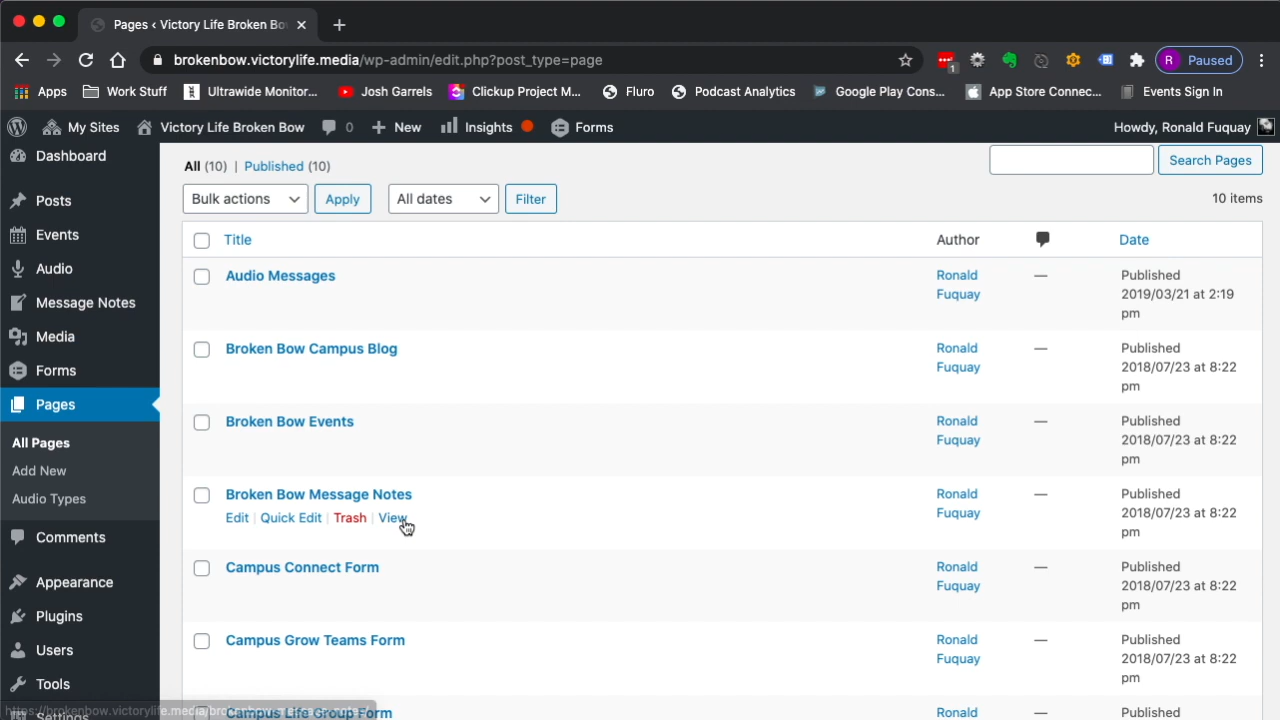 Pages ‹ Victory Life Broken Bo
brokenbow.victorylife.media/wp-admin/edit.php?post_type=page
1
R Paused
Apps Work Stuff Ultrawide Monitor... Josh Garrels Clickup Project M... Fluro Podcast Analytics Google Play Cons... App Store Connec... Events Sign In
My Sites Victory Life Broken Bow 0 New Insights Forms Howdy, Ronald Fuquay
Dashboard
Posts
Events
Audio
Message Notes
Media
Forms
Pages
All Pages
Add New
Audio Types
Comments
Appearance
Plugins
Users
Tools
Settings
All (10) | Published (10)
Search Pages
Bulk actions Apply All dates Filter
10 items
Title Author Date
Audio Messages
Ronald
Fuquay
—
Published
2019/03/21 at 2:19
pm
Broken Bow Campus Blog
Ronald
Fuquay
—
Published
2018/07/23 at 8:22
pm
Broken Bow Events
Ronald
Fuquay
—
Published
2018/07/23 at 8:22
pm
Broken Bow Message Notes
Edit | Quick Edit | Trash | View
Ronald
Fuquay
—
Published
2018/07/23 at 8:22
pm
Campus Connect Form
Ronald
Fuquay
—
Published
2018/07/23 at 8:22
pm
Campus Grow Teams Form
Ronald
Fuquay
—
Published
2018/07/23 at 8:22
pm
Campus Life Group Form
Ronald
Published